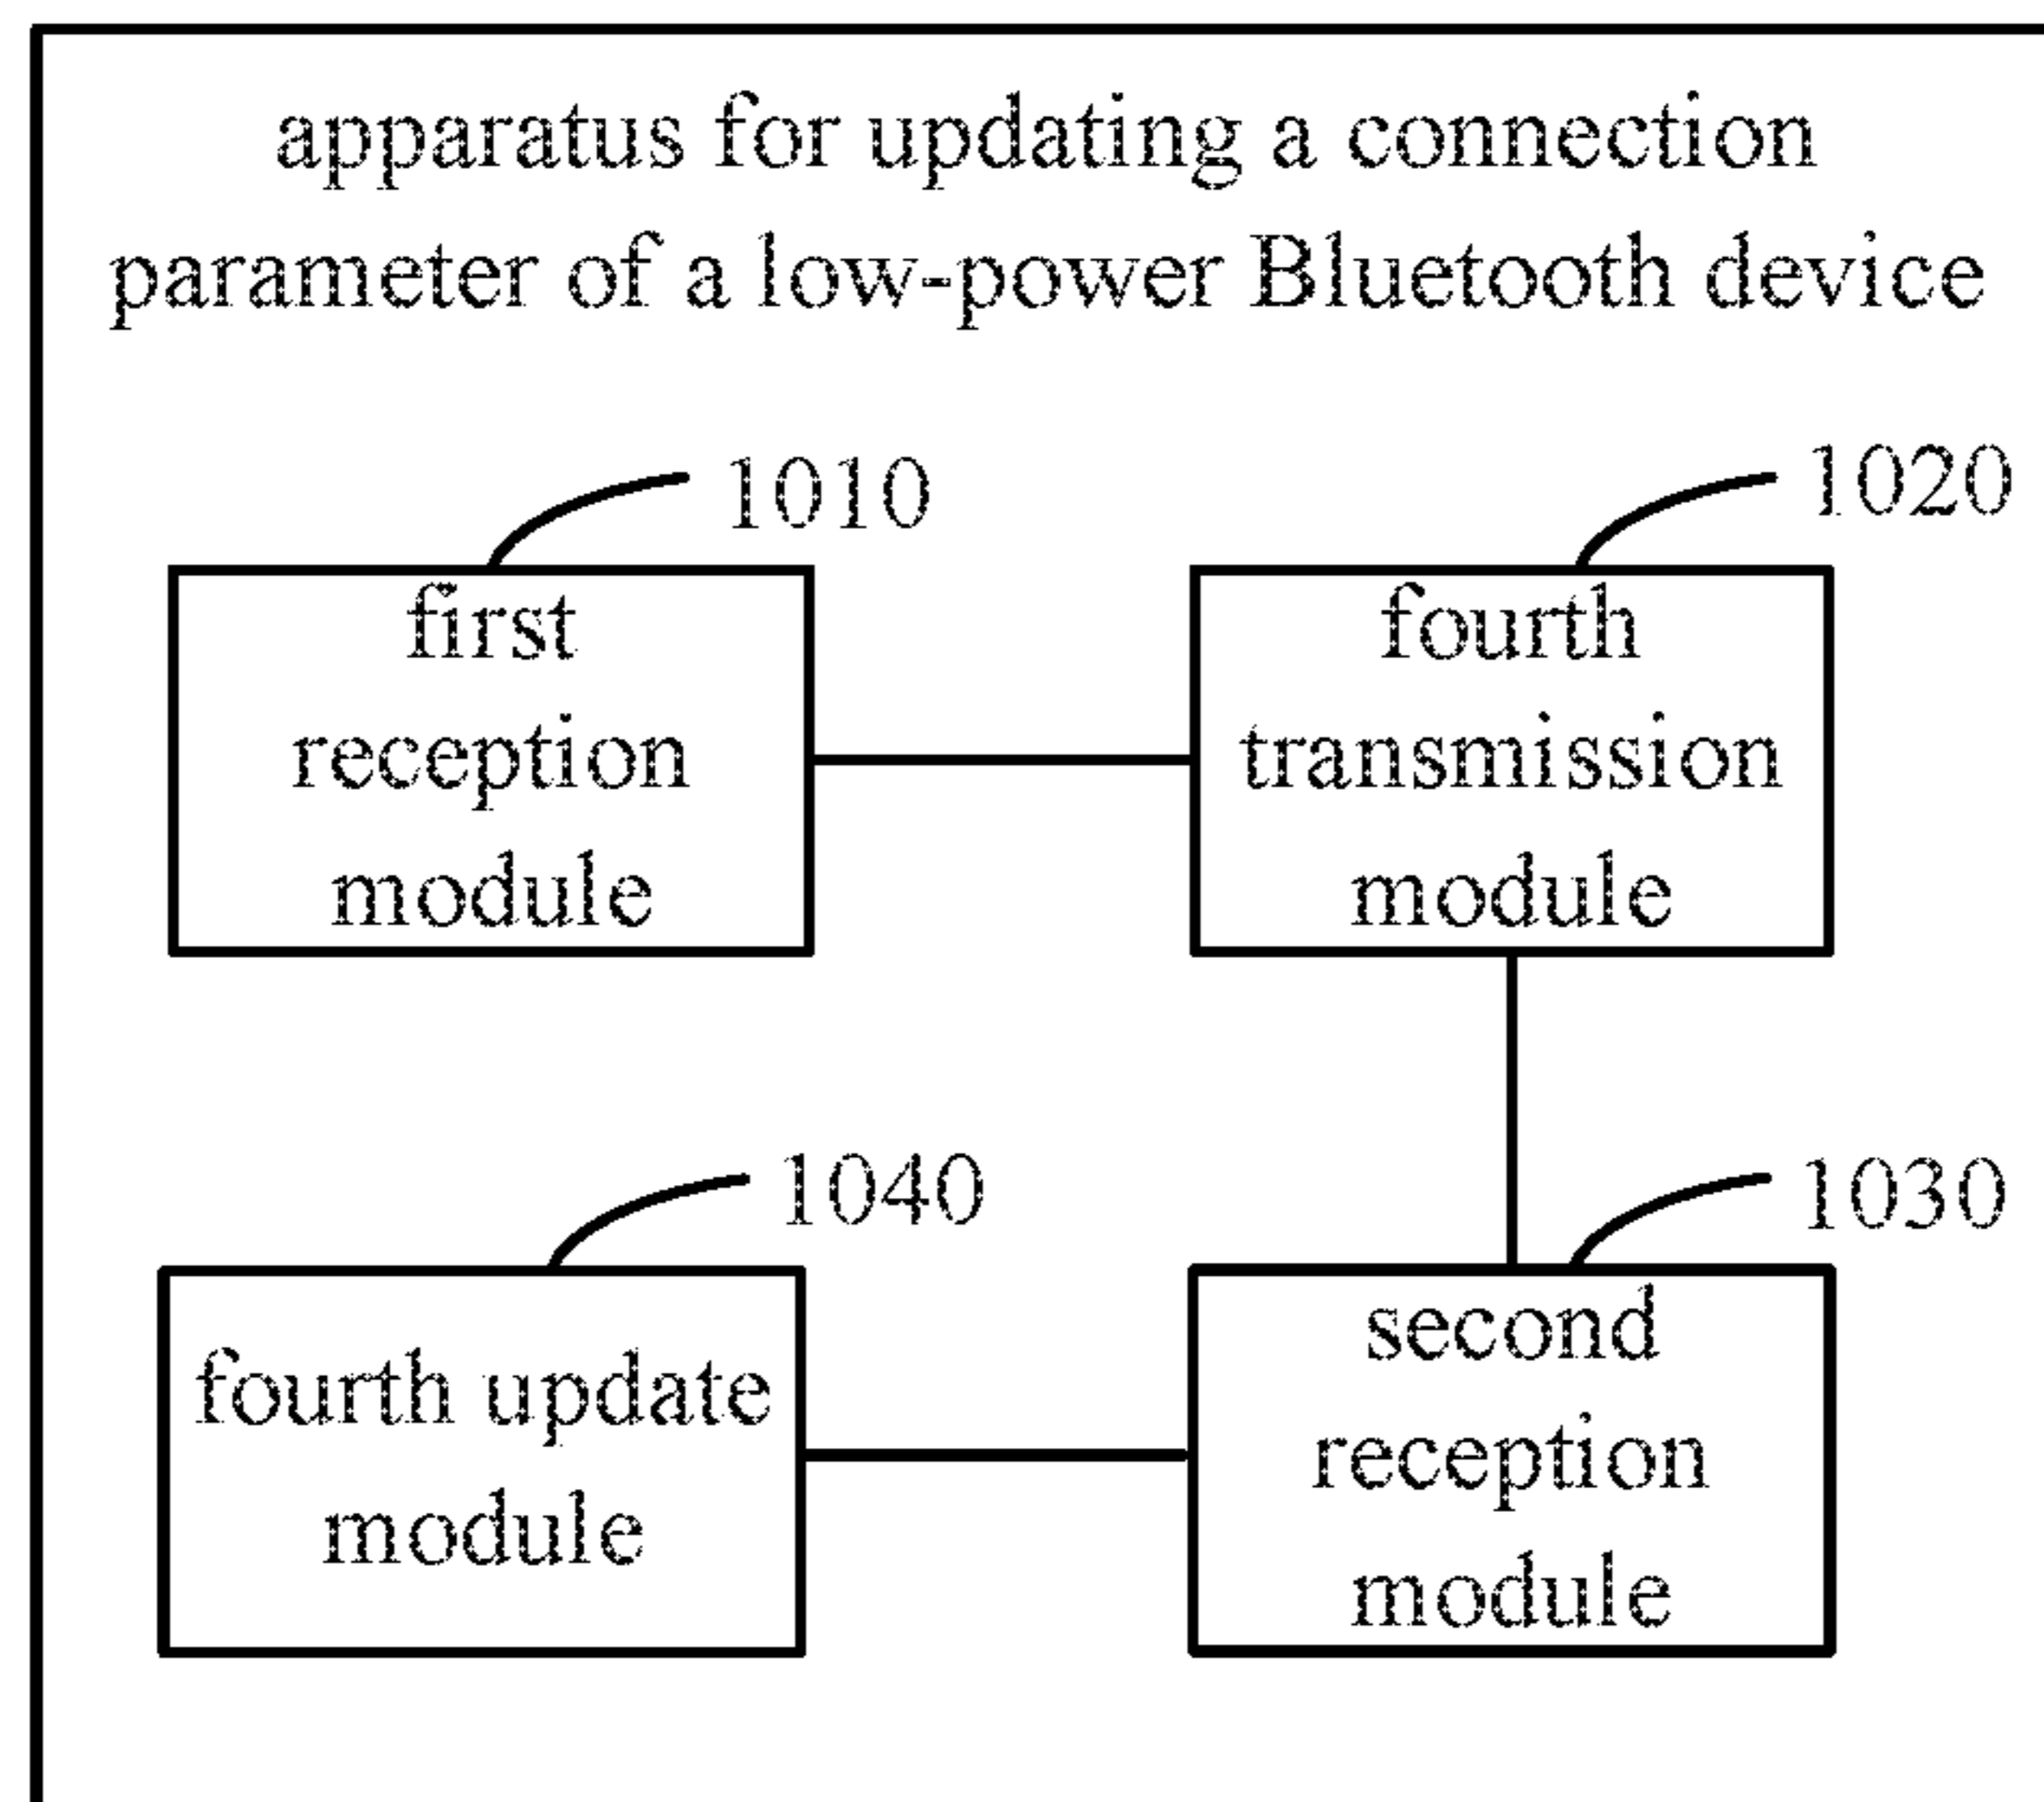 apparatus for updating a connection
parameter of a low-power Bluetooth device
1010
1020
first
reception
module
fourth
transmission
module
1040
1030
fourth update
module
second
reception
module